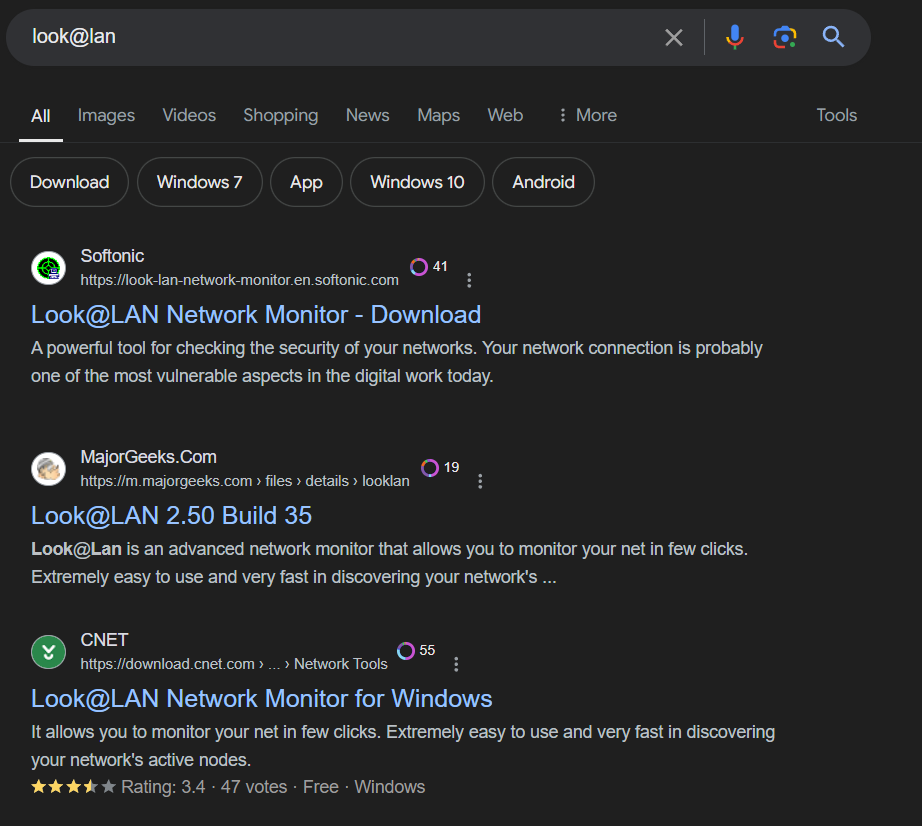 look@lan
All Images Videos Shopping News Maps Web More Tools
Download Windows 7 App Windows 10 Android
Softonic
https://look-lan-network-monitor.en.softonic.com 41
Look@LAN Network Monitor - Download
A powerful tool for checking the security of your networks. Your network connection is probably
one of the most vulnerable aspects in the digital work today.
MajorGeeks.Com
https://m.majorgeeks.com › files › details › looklan 19
Look@LAN 2.50 Build 35
Look@Lan is an advanced network monitor that allows you to monitor your net in few clicks.
Extremely easy to use and very fast in discovering your network's ...
CNET
https://download.cnet.com › ... › Network Tools 55
Look@LAN Network Monitor for Windows
It allows you to monitor your net in few clicks. Extremely easy to use and very fast in discovering
your network's active nodes.
Rating: 3.4 · 47 votes · Free · Windows